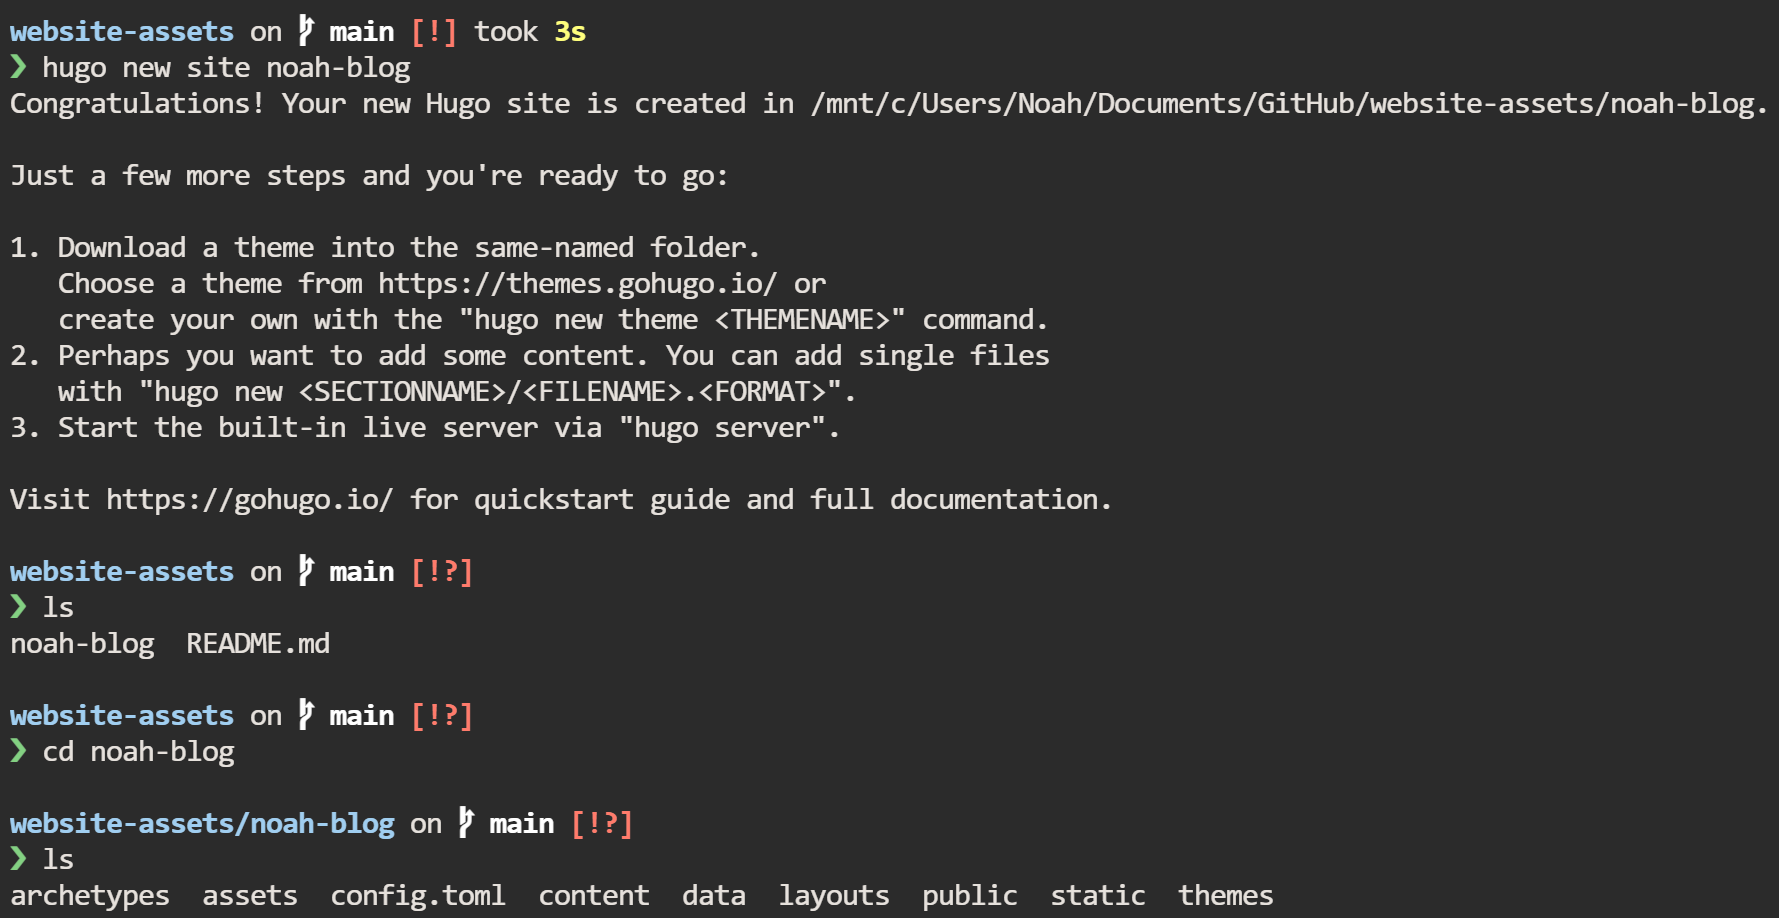 website-assets on main [!] took 3s
❯ hugo new site noah-blog
Congratulations! Your new Hugo site is created in /mnt/c/Users/Noah/Documents/GitHub/website-assets/noah-blog.
Just a few more steps and you're ready to go:
1. Download a theme into the same-named folder.
Choose a theme from https://themes.gohugo.io/ or
create your own with the "hugo new theme <THEMENAME>" command.
2. Perhaps you want to add some content. You can add single files
with "hugo new <SECTIONNAME>/<FILENAME>.<FORMAT>".
3. Start the built-in live server via "hugo server".
Visit https://gohugo.io/ for quickstart guide and full documentation.
website-assets on main [!?]
❯ ls
noah-blog  README.md
website-assets on main [!?]
❯ cd noah-blog
website-assets/noah-blog on main [!?]
❯ ls
archetypes  assets  config.toml  content  data  layouts  public  static  themes